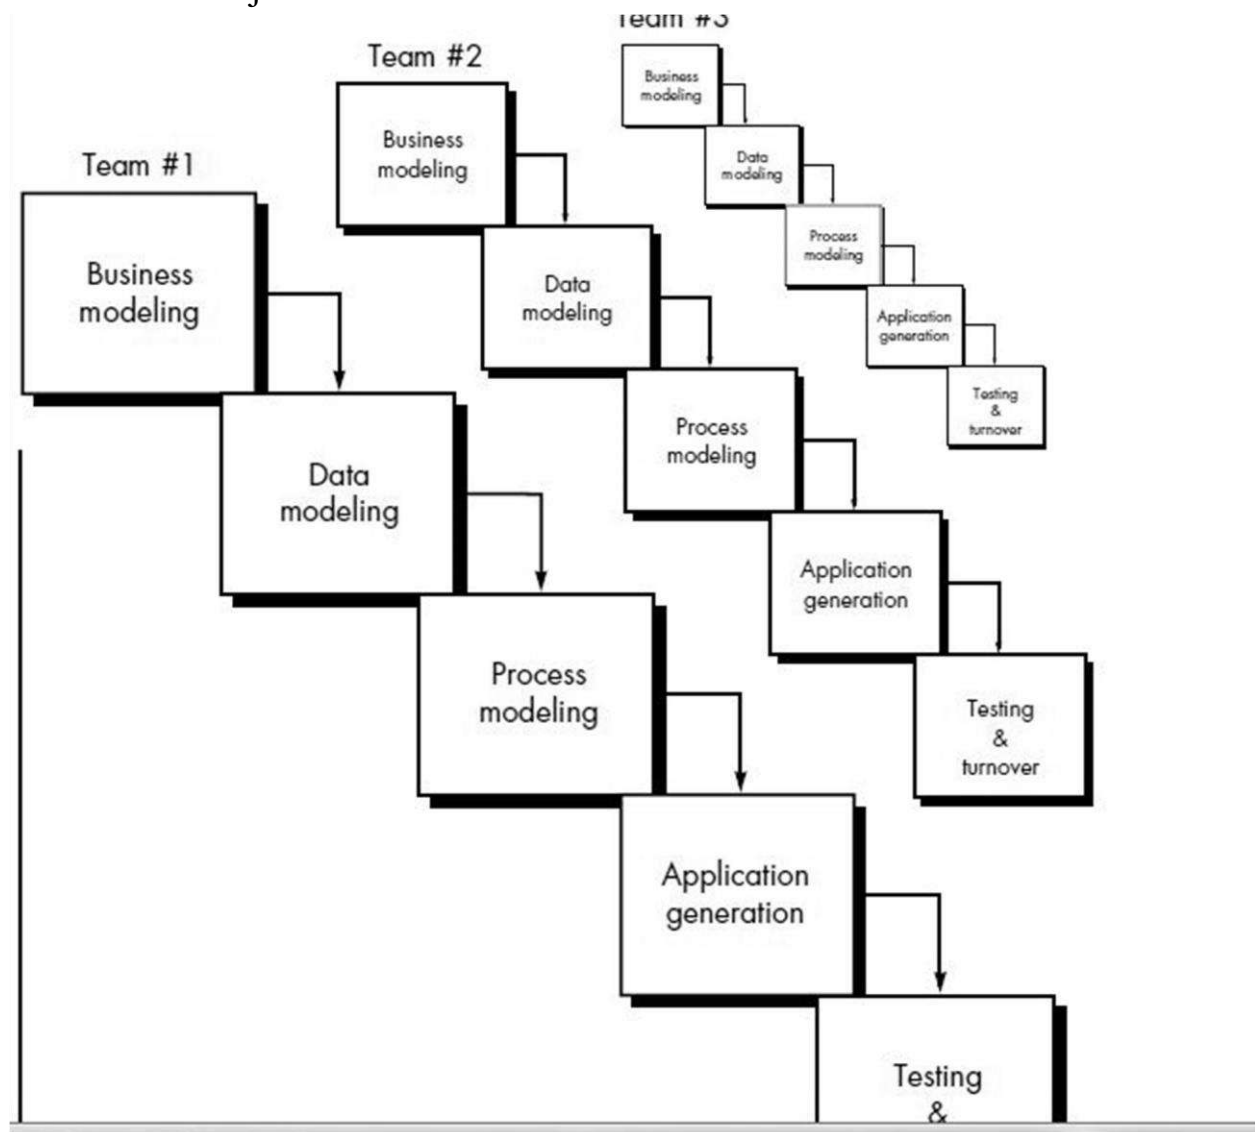 Team #1
Business
modeling
Data
modeling
Process
modeling
Application
generation
Testing
&
Team #2
Business
modeling
Data
modeling
Process
modeling
Application
generation
Testing
&
turnover
Team #3
Business
modeling
Data
modeling
Process
modeling
Application
generation
Testing
&
turnover